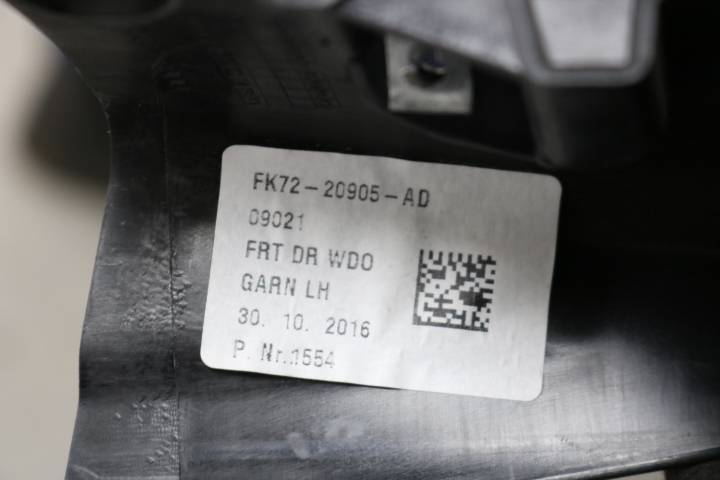 FK72-20905-AD
09021
FRT DR WDO
GARN LH
30. 10. 2016
P. Nr.1554